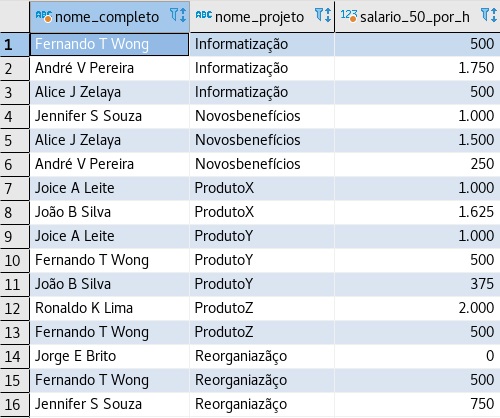 ABC nome_completo ABC nome_projeto 123 salario_50_por_h
1 Fernando T Wong Informatização 500
2 André V Pereira Informatização 1.750
3 Alice J Zelaya Informatização 500
4 Jennifer S Souza Novosbenefícios 1.000
5 Alice J Zelaya Novosbenefícios 1.500
6 André V Pereira Novosbenefícios 250
7 Joice A Leite ProdutoX 1.000
8 João B Silva ProdutoX 1.625
9 Joice A Leite ProdutoY 1.000
10 Fernando T Wong ProdutoY 500
11 João B Silva ProdutoY 375
12 Ronaldo K Lima ProdutoZ 2.000
13 Fernando T Wong ProdutoZ 500
14 Jorge E Brito Reorganiazãço 0
15 Fernando T Wong Reorganiazãço 500
16 Jennifer S Souza Reorganiazãço 750